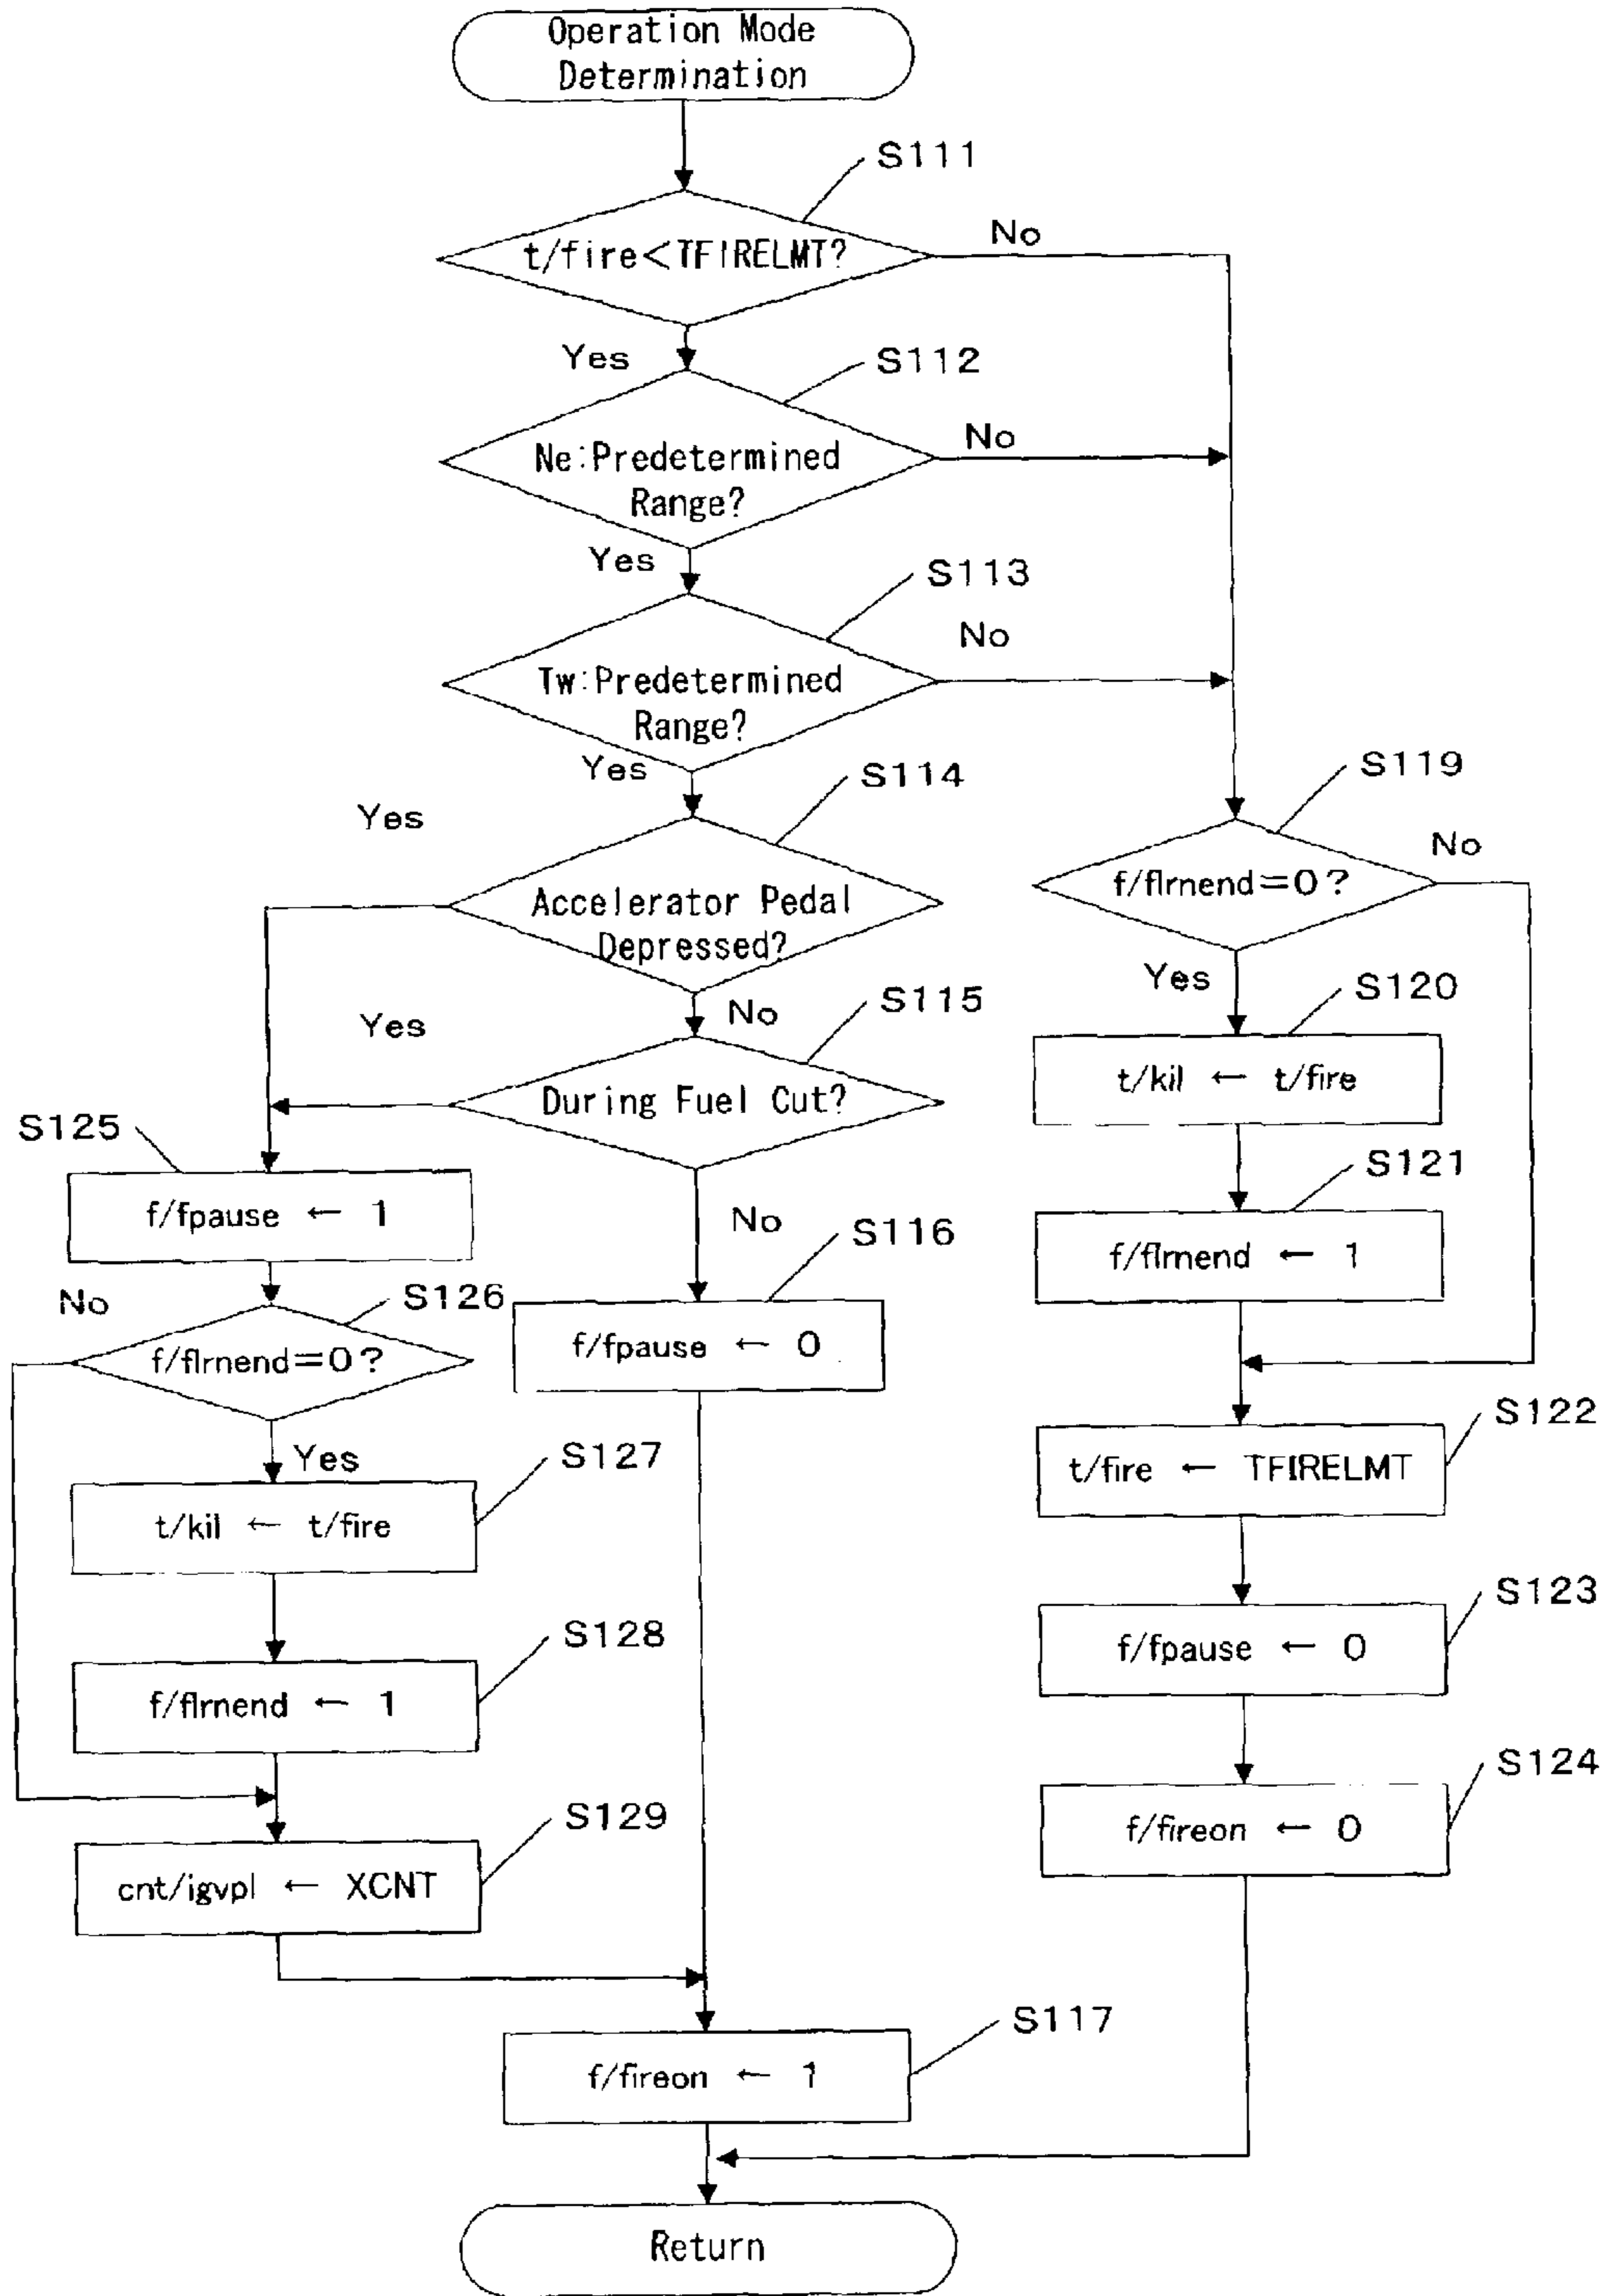 Operation Mode
Determination
S111
t/fire<TFIRELMT?
No
Yes
S112
Ne:Predetermined
Range?
No
Yes
S113
Tw:Predetermined
Range?
No
Yes
S114
Yes
Accelerator Pedal
Depressed?
S119
f/flrnend=0?
No
Yes
S120
t/kil ← t/fire
No
S115
Yes
During Fuel Cut?
S121
f/flrnend ← 1
S125
f/fpause ← 1
No
S116
f/fpause ← 0
No
S126
f/flrnend=0?
Yes
S122
t/fire ← TFIRELMT
S127
t/kil ← t/fire
S123
f/fpause ← 0
S128
f/flrnend ← 1
S124
f/fireon ← 0
S129
cnt/igvpl ← XCNT
S117
f/fireon ← 1
Return